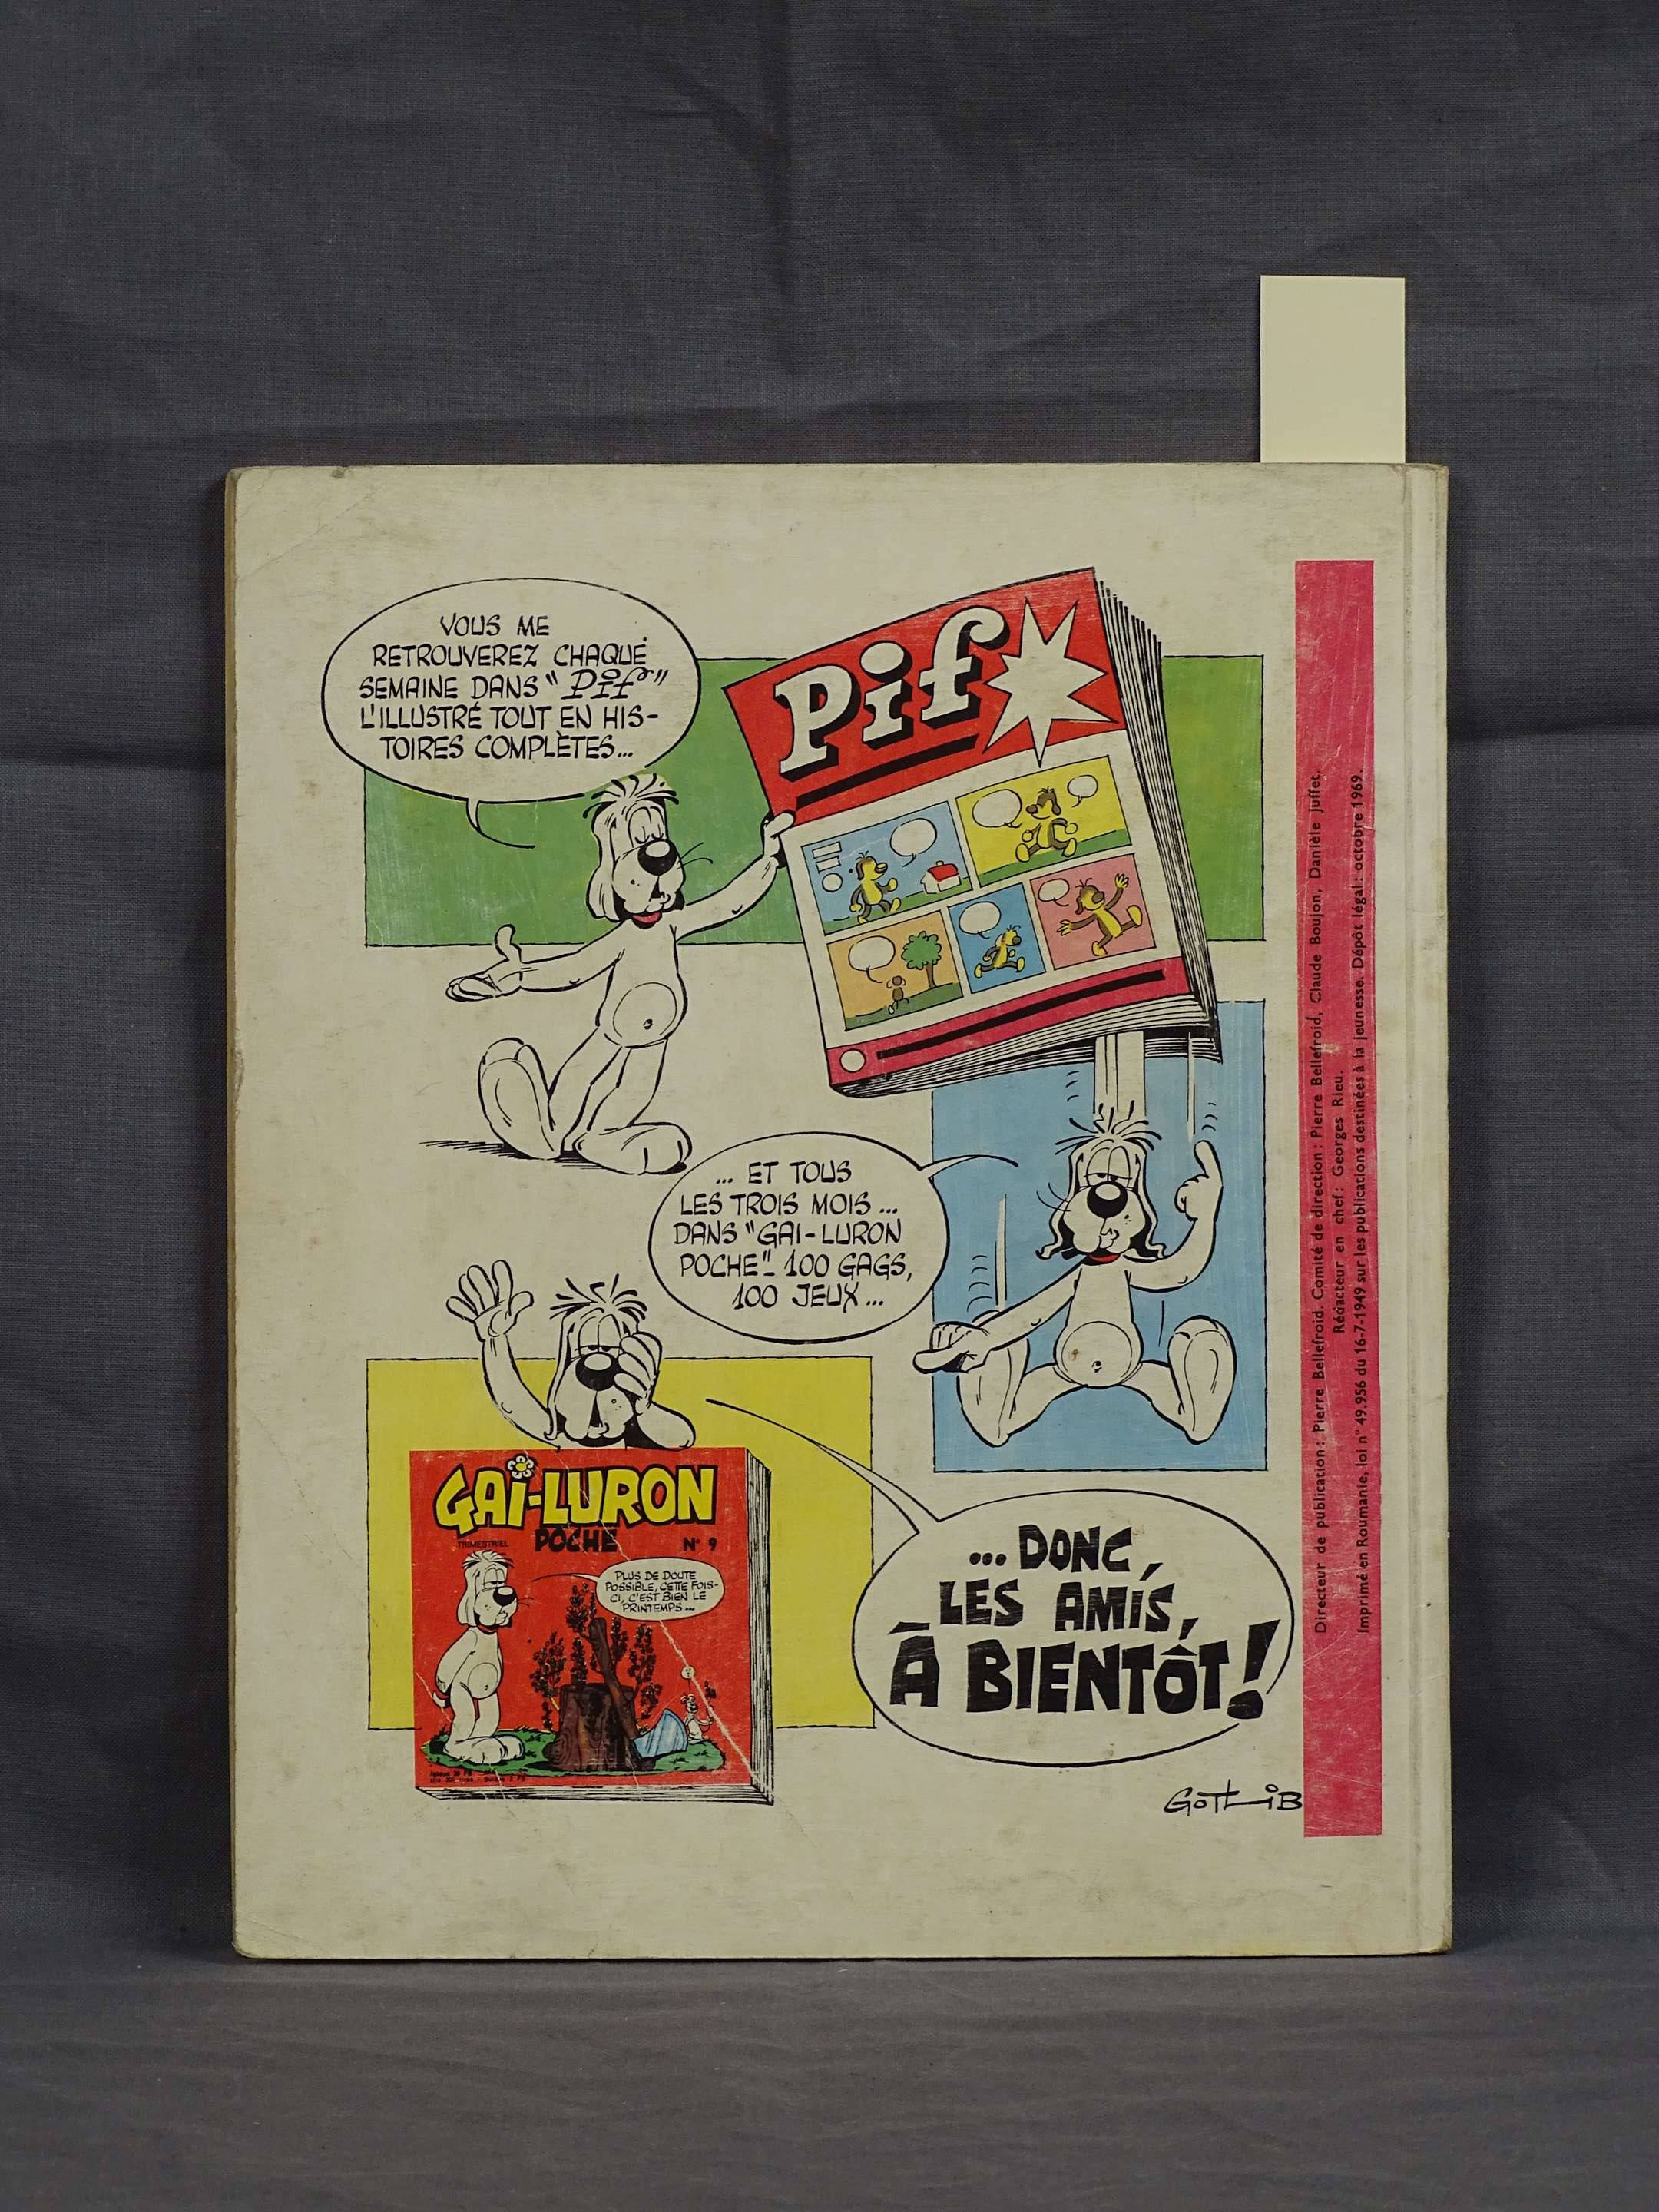 VOUS ME
RETROUVEREZ CHAQUE
SEMAINE DANS "Pif"
L'ILLUSTRÉ TOUT EN HIS-
TOIRES COMPLÈTES...
Pif
... ET TOUS
LES TROIS MOIS...
DANS "GAI-LURON
POCHE". 100 GAGS,
100 JEUX...
GAI-LURON
POCHE
TRIMESTRIEL
N° 9
PLUS DE DOUTE
POSSIBLE, CETTE FOIS-
CI, C'EST BIEN LE
PRINTEMPS...
...DONC,
LES AMIS,
À BIENTÔT!
GOTLIB
Directeur de publication: Pierre Bellefroid. Comité de direction: Pierre Bellefroid, Claude Boujon, Danièle Juffet.
Rédacteur en chef: Georges Rieu.
Imprimé en Roumanie, loi n° 49.956 du 16-7-1949 sur les publications destinées à la jeunesse. Dépôt légal: octobre 1969.